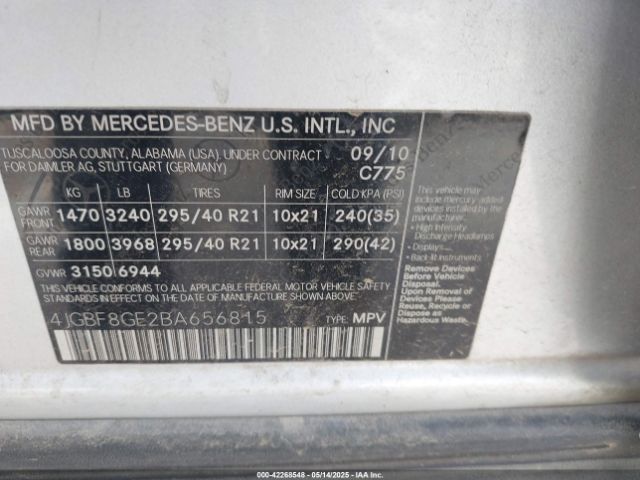 MFD BY MERCEDES-BENZ U.S. INTL., INC
TUSCALOOSA COUNTY, ALABAMA (USA), UNDER CONTRACT 09/10
FOR DAIMLER AG, STUTTGART (GERMANY) C775
KG LB TIRES RIM SIZE COLD KPA (PSI)
GAWR FRONT 1470 3240 295/40 R21 10x21 240(35)
GAWR REAR 1800 3968 295/40 R21 10x21 290(42)
GVWR 3150 6944
THIS VEHICLE CONFORMS TO ALL APPLICABLE FEDERAL MOTOR VEHICLE SAFETY
STANDARDS IN EFFECT ON THE DATE OF MANUFACTURE SHOWN ABOVE.
4JGBF8GE2BA656815 TYPE: MPV
This vehicle may
include mercury-added
devices installed by the
manufacturer:
- High Intensity
Discharge Headlamps
- Displays
- Back-lit Instruments
Remove Devices
Before Vehicle
Disposal.
Upon Removal of
Devices Please
Reuse, Recycle or
Dispose as
Hazardous Waste.
000-42268548 - 05/14/2025 - IAA Inc.